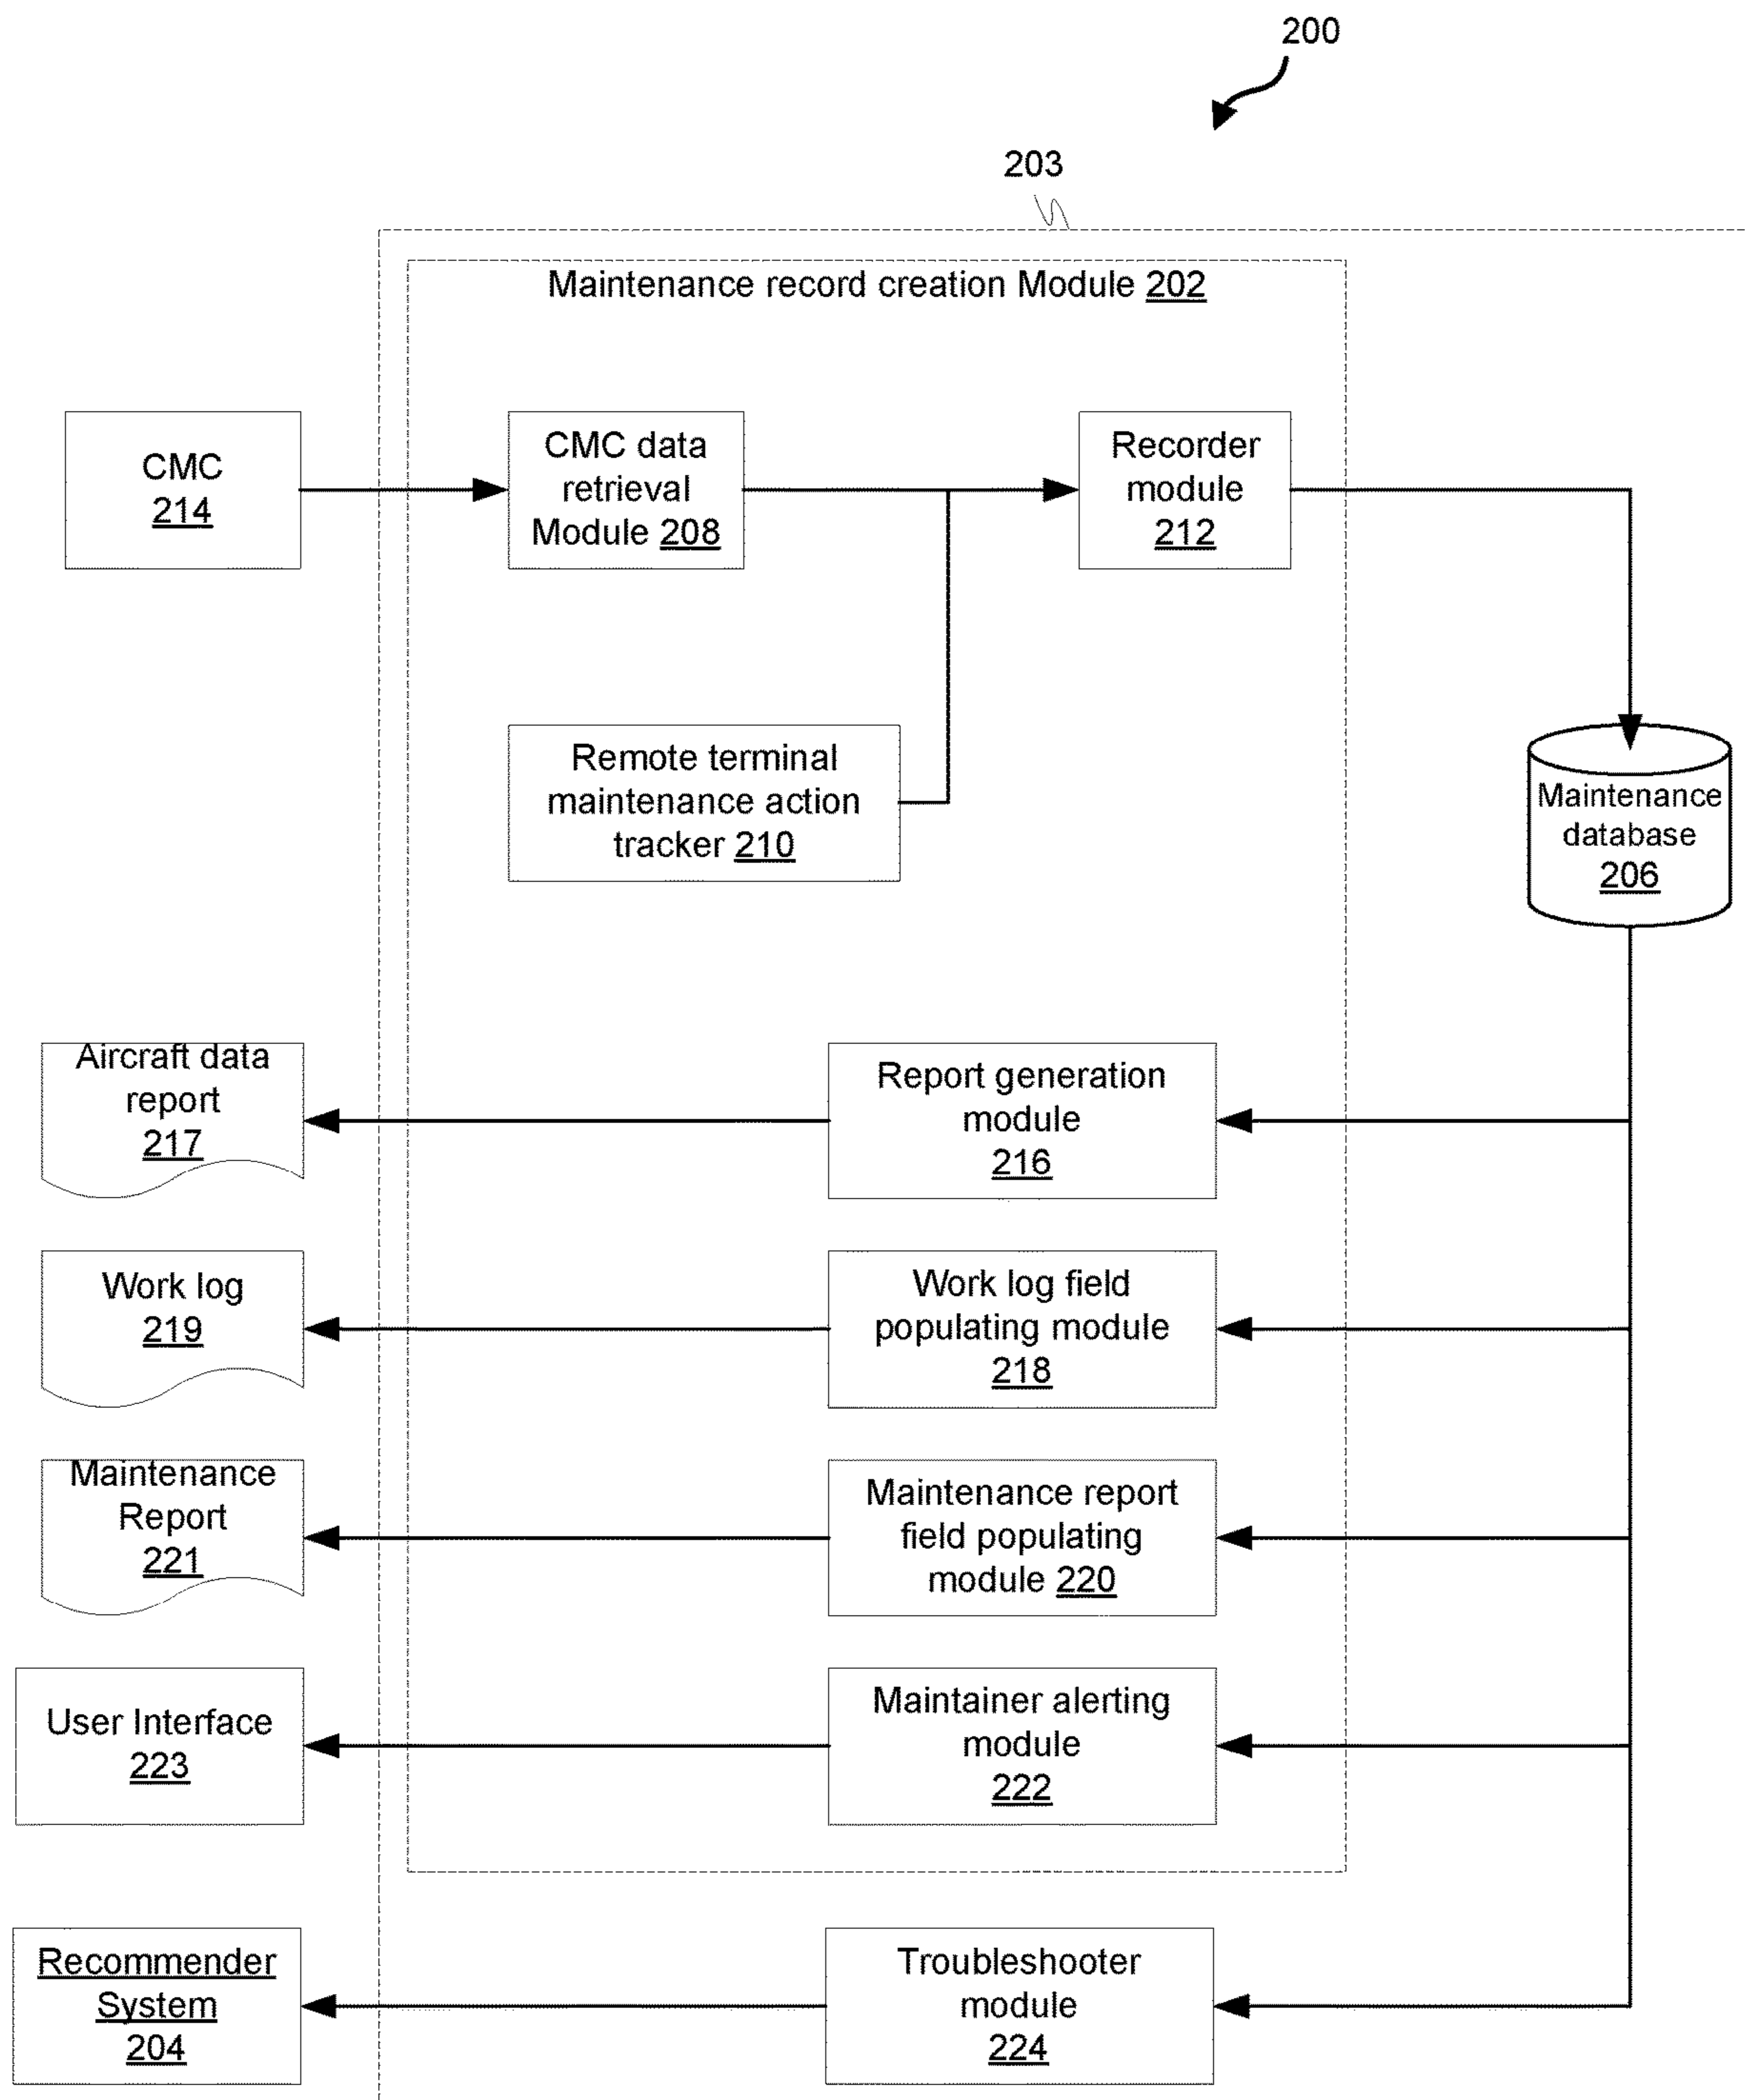 200
203
Maintenance record creation Module 202
CMC
214
CMC data
retrieval
Module 208
Recorder
module
212
Remote terminal
maintenance action
tracker 210
Maintenance
database
206
Aircraft data
report
217
Report generation
module
216
Work log
219
Work log field
populating module
218
Maintenance
Report
221
Maintenance report
field populating
module 220
User Interface
223
Maintainer alerting
module
222
Recommender
System
204
Troubleshooter
module
224